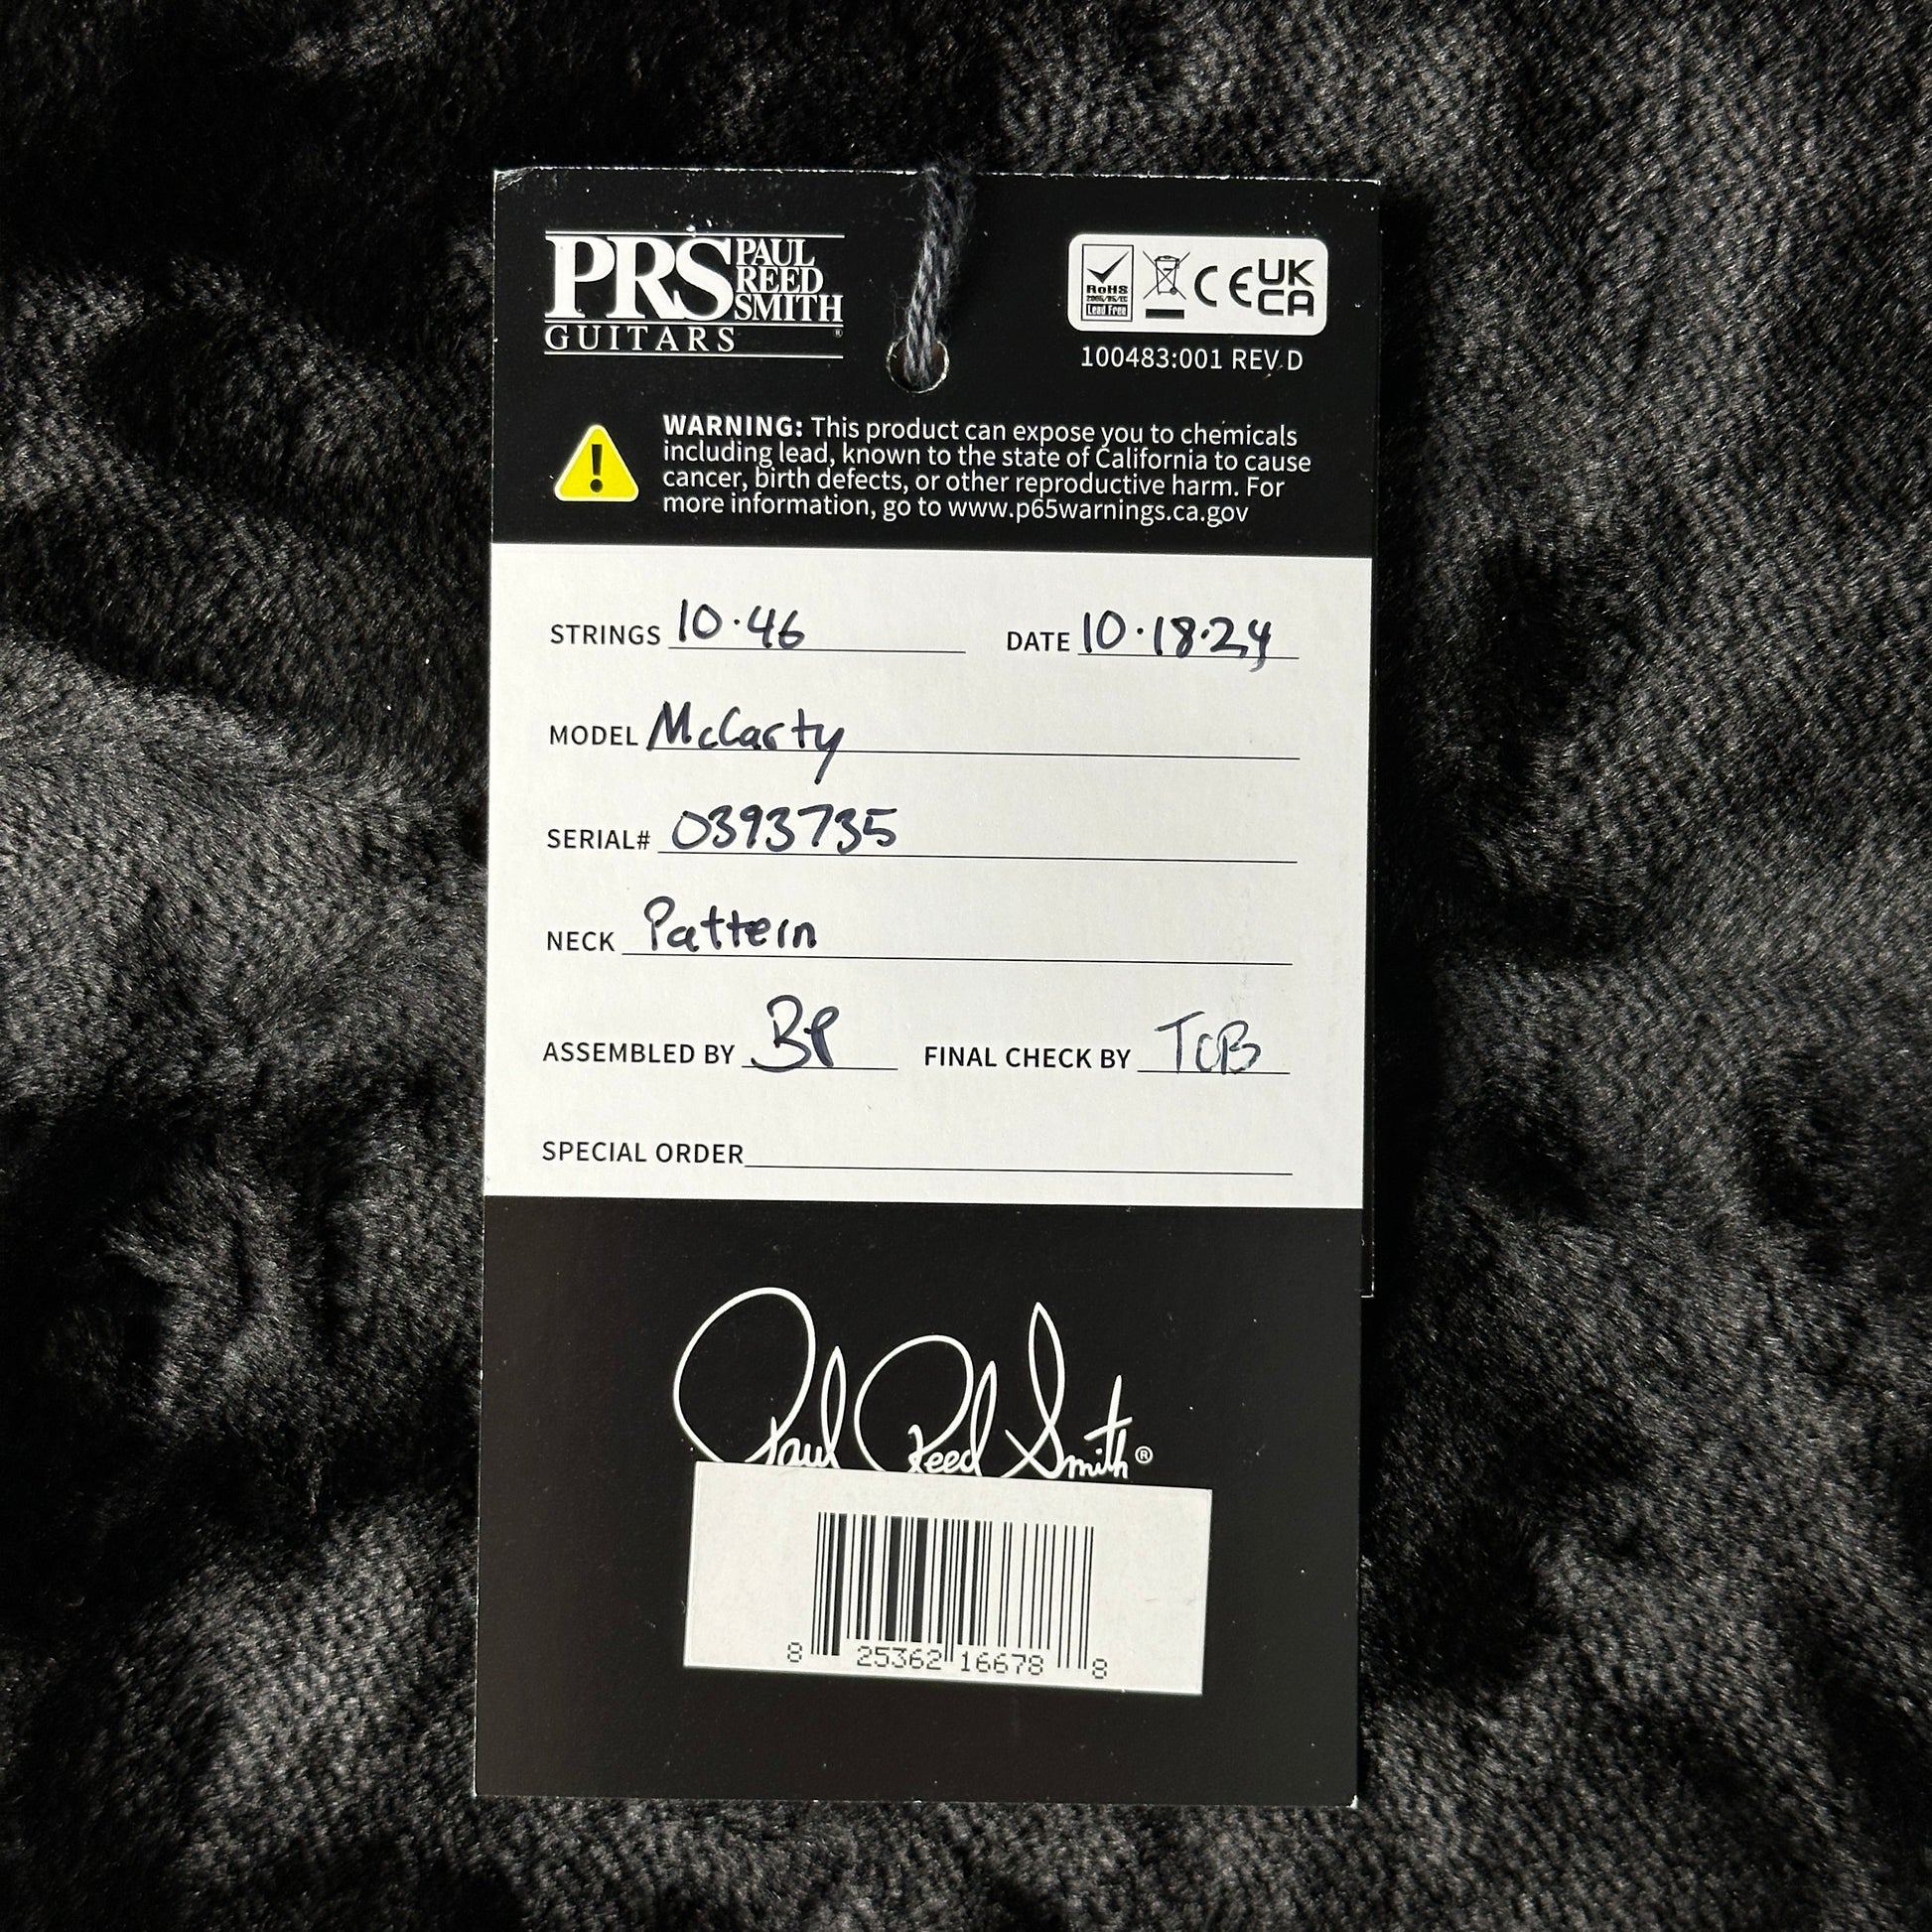 PRS PAUL REED SMITH
GUITARS ®
RoHS
2005/95/EC
Lead Free
CE UK CA
100483:001 REV D
WARNING: This product can expose you to chemicals
including lead, known to the state of California to cause
cancer, birth defects, or other reproductive harm. For
more information, go to www.p65warnings.ca.gov
STRINGS 10·46 DATE 10·18·24
MODEL McCarty
SERIAL# 0393735
NECK Pattern
ASSEMBLED BY BP FINAL CHECK BY TCB
SPECIAL ORDER
Paul Reed Smith ®
8 25362 16678 8